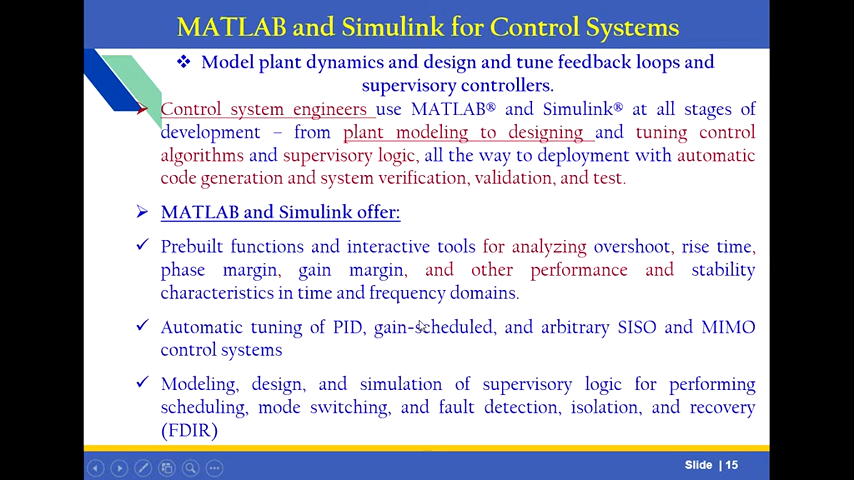 MATLAB and Simulink for Control Systems
❖ Model plant dynamics and design and tune feedback loops and
supervisory controllers.
➢ Control system engineers use MATLAB® and Simulink® at all stages of
development – from plant modeling to designing and tuning control
algorithms and supervisory logic, all the way to deployment with automatic
code generation and system verification, validation, and test.
➢ MATLAB and Simulink offer:
✓ Prebuilt functions and interactive tools for analyzing overshoot, rise time,
phase margin, gain margin, and other performance and stability
characteristics in time and frequency domains.
✓ Automatic tuning of PID, gain-scheduled, and arbitrary SISO and MIMO
control systems
✓ Modeling, design, and simulation of supervisory logic for performing
scheduling, mode switching, and fault detection, isolation, and recovery
(FDIR)
Slide | 15